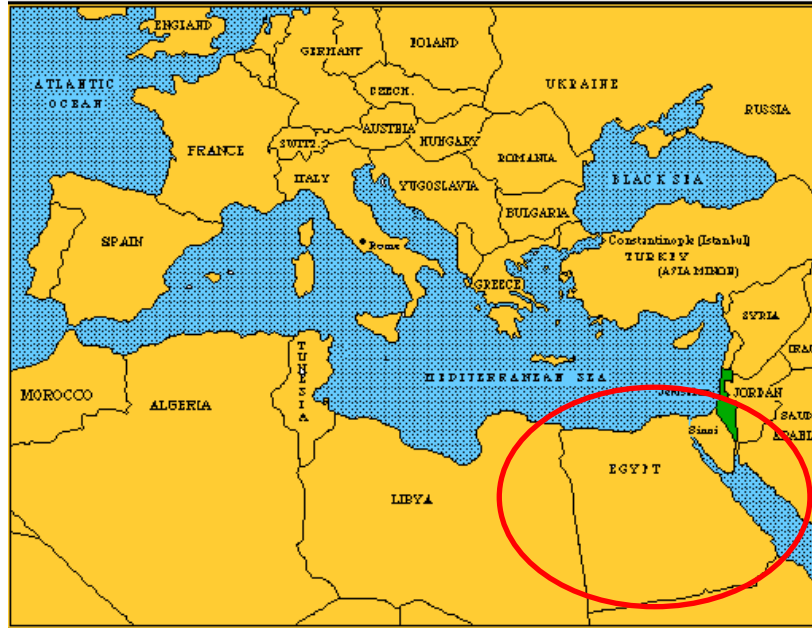 ENGLAND
ATLANTIC
OCEAN
GERMANY
POLAND
UKRAINE
RUSSIA
CZECH.
FRANCE
SWITZ.
AUSTRIA
HUNGARY
ROMANIA
ITALY
YUGOSLAVIA
BLACK SEA
BULGARIA
SPAIN
Rome
Constantinople (Istanbul)
TURKEY
(ASIA MINOR)
GREECE
SYRIA
TUNESIA
MEDITERRANEAN SEA
MOROCCO
ALGERIA
JORDAN
Sinai
EGYPT
LIBYA